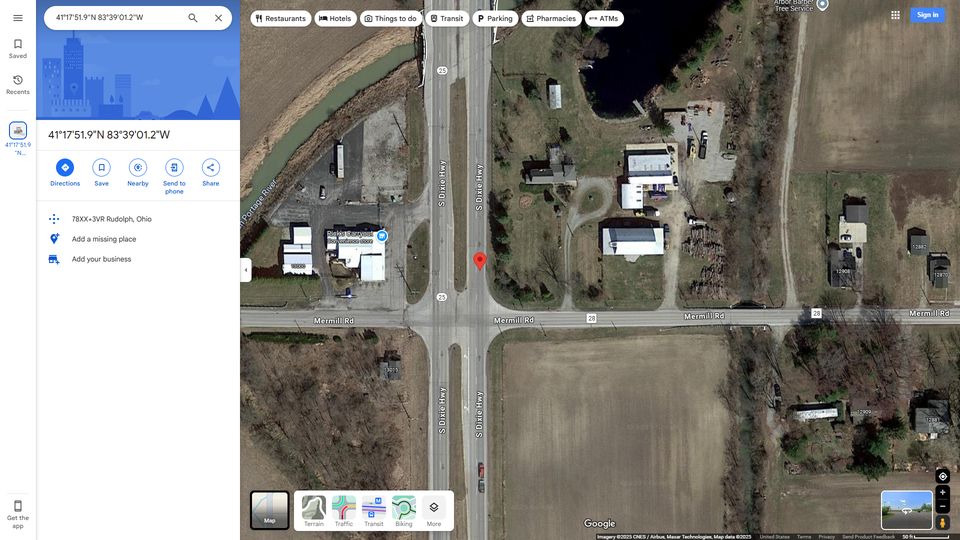 41°17'51.9"N 83°39'01.2"W
Restaurants
Hotels
Things to do
Transit
Parking
Pharmacies
ATMs
Sign in
Saved
Recents
41°17'51.9
"N...
Get the
app
41°17'51.9"N 83°39'01.2"W
Directions
Save
Nearby
Send to
phone
Share
78XX+3VR Rudolph, Ohio
Add a missing place
Add your business
Arbor Barber
Tree Service
25
S Dixie Hwy
S Dixie Hwy
Portage River
Convenience store
25
Mermill Rd
Mermill Rd
28
Mermill Rd
28
Mermill Rd
12908
12882
12870
13015
S Dixie Hwy
S Dixie Hwy
12909
Map
Terrain
Traffic
Transit
Biking
More
Google
Imagery ©2025 CNES / Airbus, Maxar Technologies, Map data ©2025
United States
Terms
Privacy
Send Product Feedback
50 ft